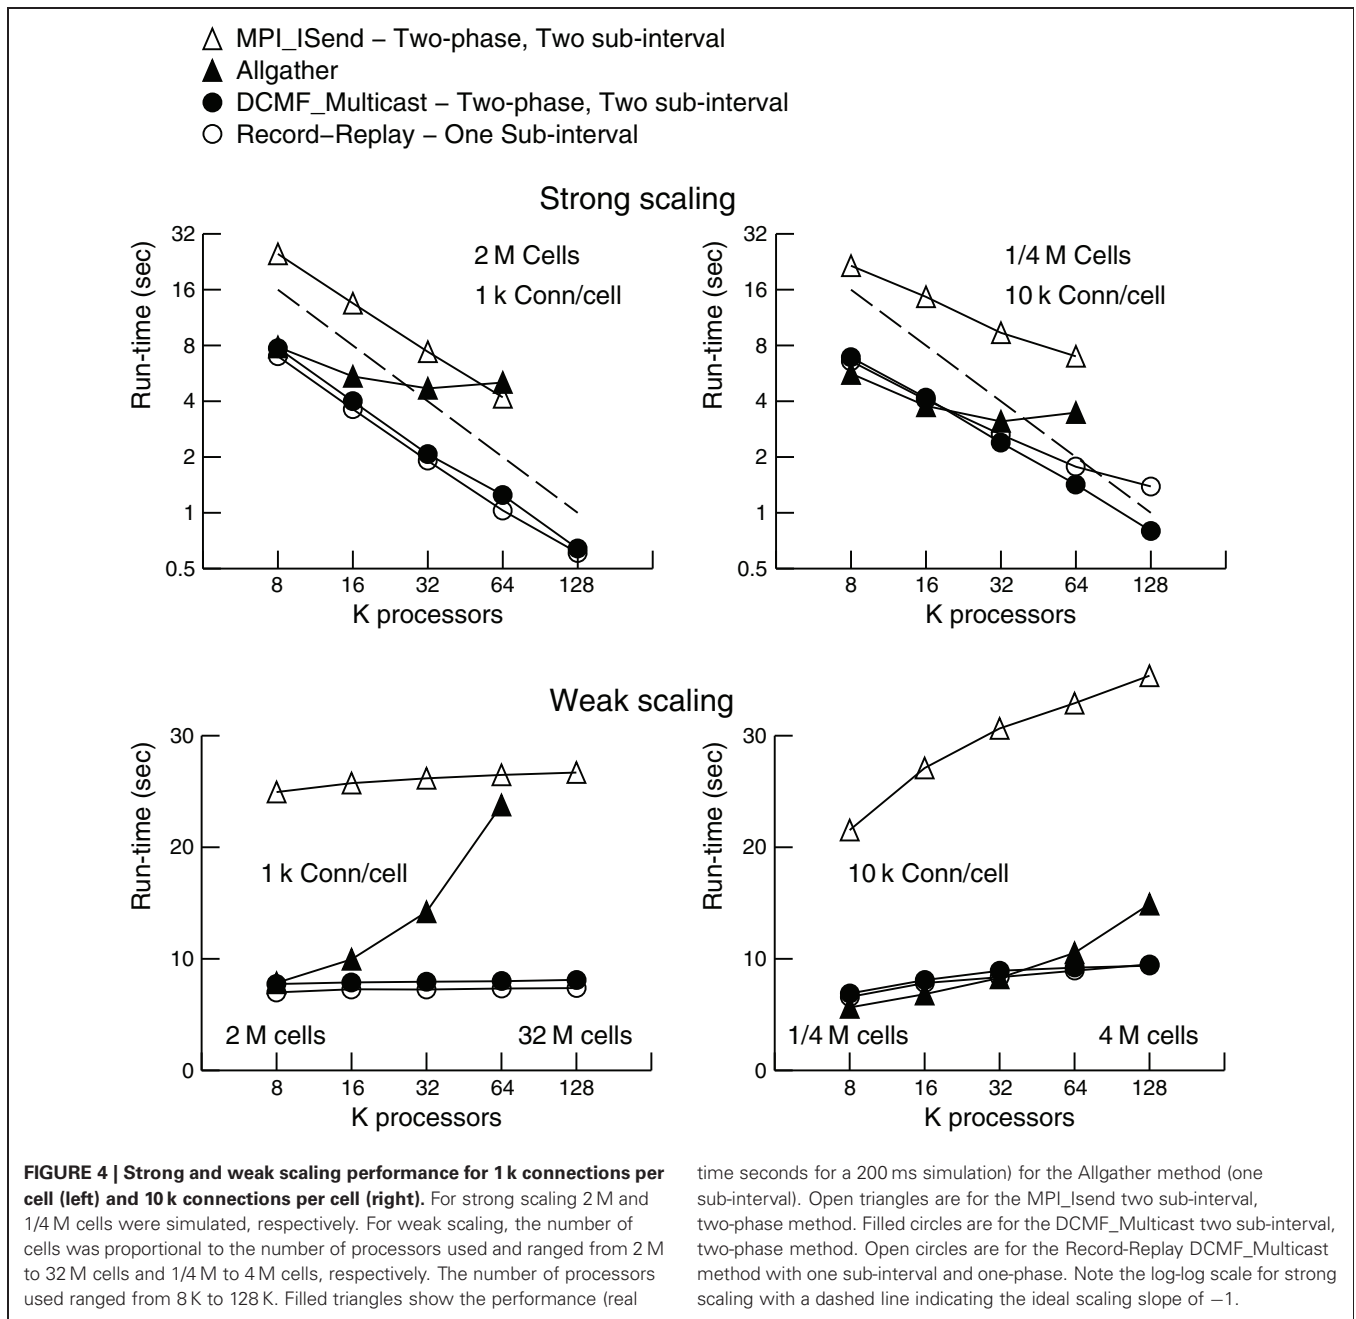 MPI_ISend – Two-phase, Two sub-interval
Allgather
DCMF_Multicast – Two-phase, Two sub-interval
Record–Replay – One Sub-interval
Strong scaling
Run-time (sec)
32
16
8
4
2
1
0.5
2 M Cells
1 k Conn/cell
8 16 32 64 128
K processors
Run-time (sec)
32
16
8
4
2
1
0.5
1/4 M Cells
10 k Conn/cell
8 16 32 64 128
K processors
Weak scaling
Run-time (sec)
30
20
10
0
1 k Conn/cell
2 M cells 32 M cells
8 16 32 64 128
K processors
Run-time (sec)
30
20
10
0
10 k Conn/cell
1/4 M cells 4 M cells
8 16 32 64 128
K processors
FIGURE 4 | Strong and weak scaling performance for 1 k connections per
cell (left) and 10 k connections per cell (right). For strong scaling 2 M and
1/4 M cells were simulated, respectively. For weak scaling, the number of
cells was proportional to the number of processors used and ranged from 2 M
to 32 M cells and 1/4 M to 4 M cells, respectively. The number of processors
used ranged from 8 K to 128 K. Filled triangles show the performance (real
time seconds for a 200 ms simulation) for the Allgather method (one
sub-interval). Open triangles are for the MPI_Isend two sub-interval,
two-phase method. Filled circles are for the DCMF_Multicast two sub-interval,
two-phase method. Open circles are for the Record-Replay DCMF_Multicast
method with one sub-interval and one-phase. Note the log-log scale for strong
scaling with a dashed line indicating the ideal scaling slope of −1.